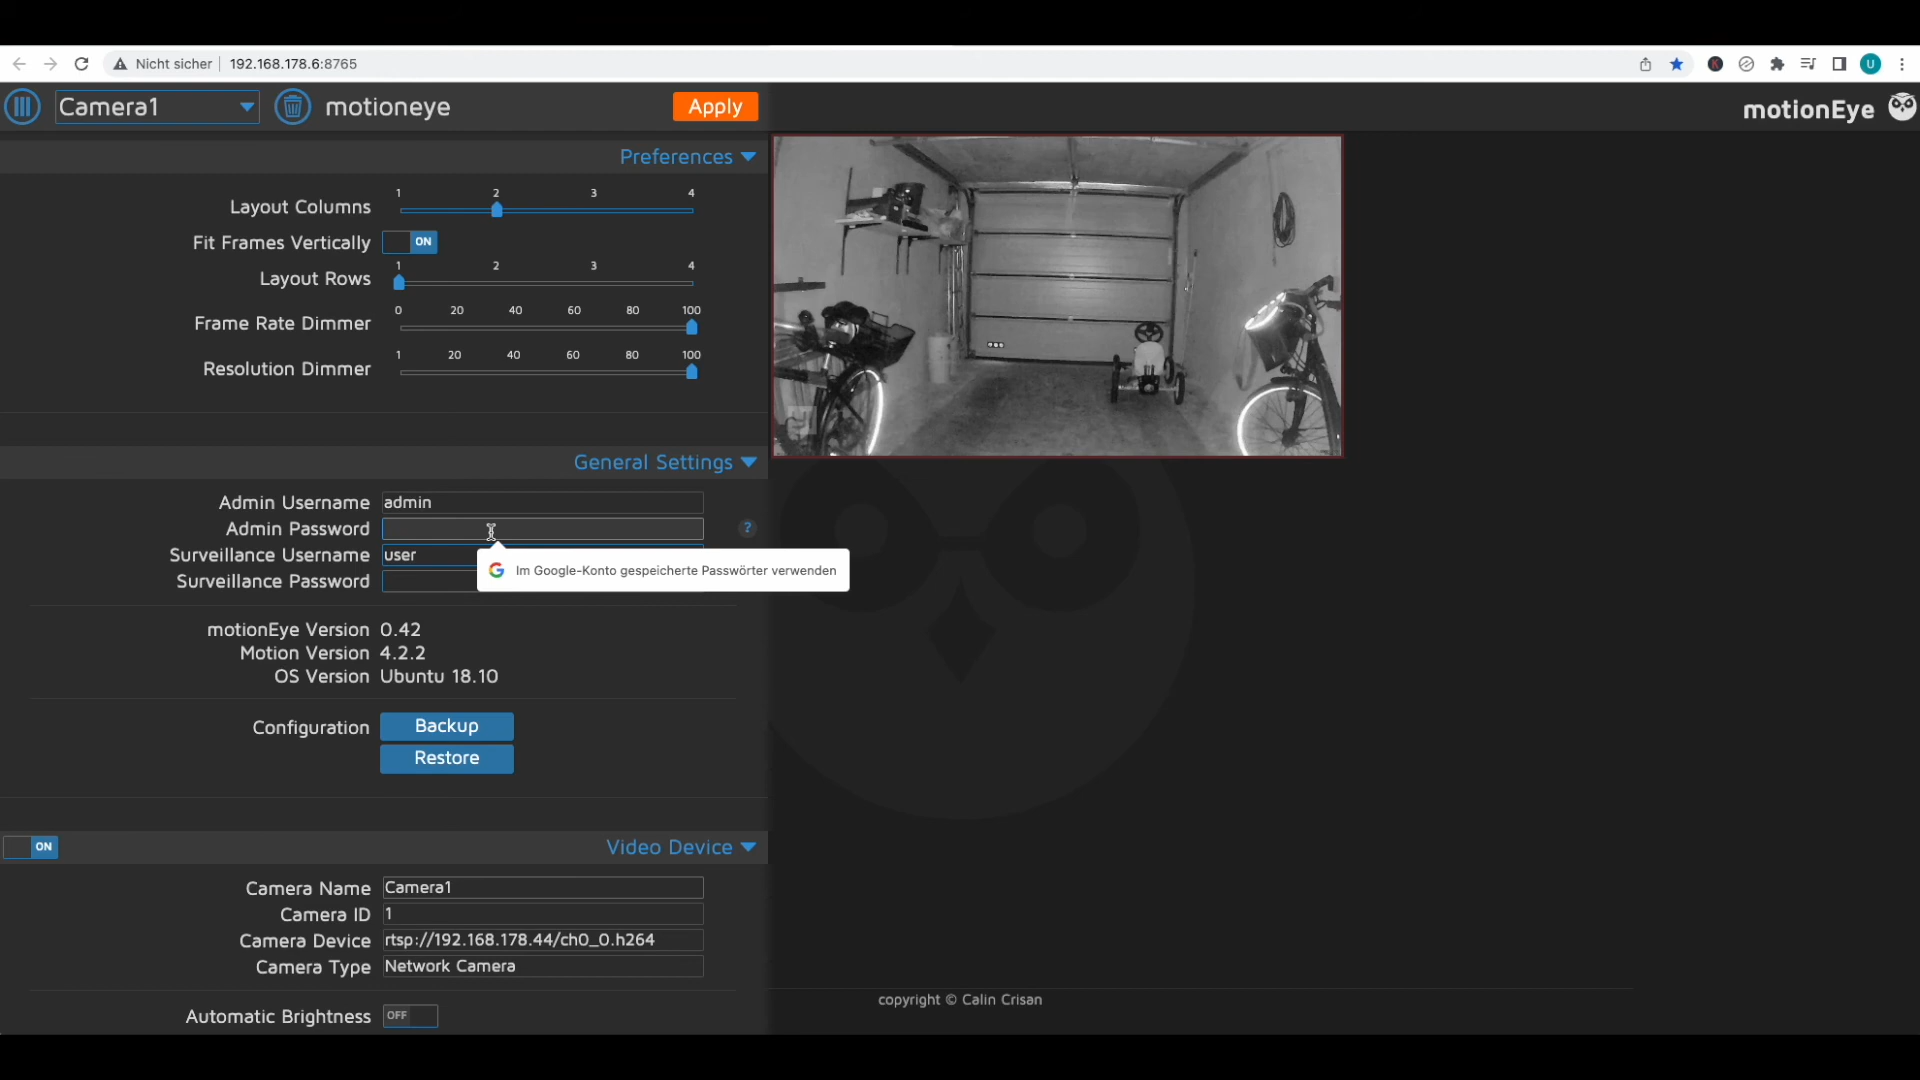 Nicht sicher 192.168.178.6:8765
K
U
Camera1 motioneye Apply motionEye
Preferences
1 2 3 4
Layout Columns
Fit Frames Vertically ON
1 2 3 4
Layout Rows
0 20 40 60 80 100
Frame Rate Dimmer
1 20 40 60 80 100
Resolution Dimmer
General Settings
Admin Username admin
Admin Password ?
Surveillance Username user
Im Google-Konto gespeicherte Passwörter verwenden
Surveillance Password
motionEye Version 0.42
Motion Version 4.2.2
OS Version Ubuntu 18.10
Configuration Backup
Restore
ON Video Device
Camera Name Camera1
Camera ID 1
Camera Device rtsp://192.168.178.44/ch0_0.h264
Camera Type Network Camera
copyright © Calin Crisan
Automatic Brightness OFF